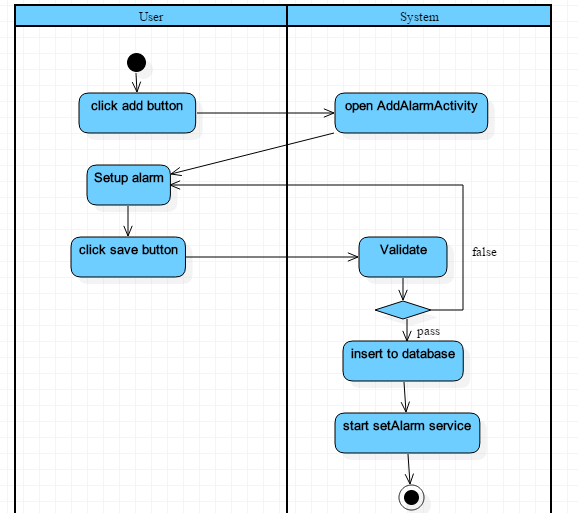 User
System
click add button
open AddAlarmActivity
Setup alarm
click save button
Validate
false
pass
insert to database
start setAlarm service